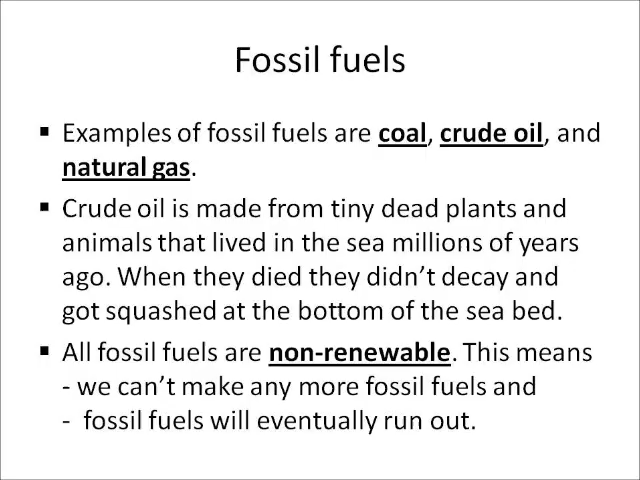 Fossil fuels
▪ Examples of fossil fuels are coal, crude oil, and
natural gas.
▪ Crude oil is made from tiny dead plants and
animals that lived in the sea millions of years
ago. When they died they didn’t decay and
got squashed at the bottom of the sea bed.
▪ All fossil fuels are non-renewable. This means
- we can’t make any more fossil fuels and
- fossil fuels will eventually run out.